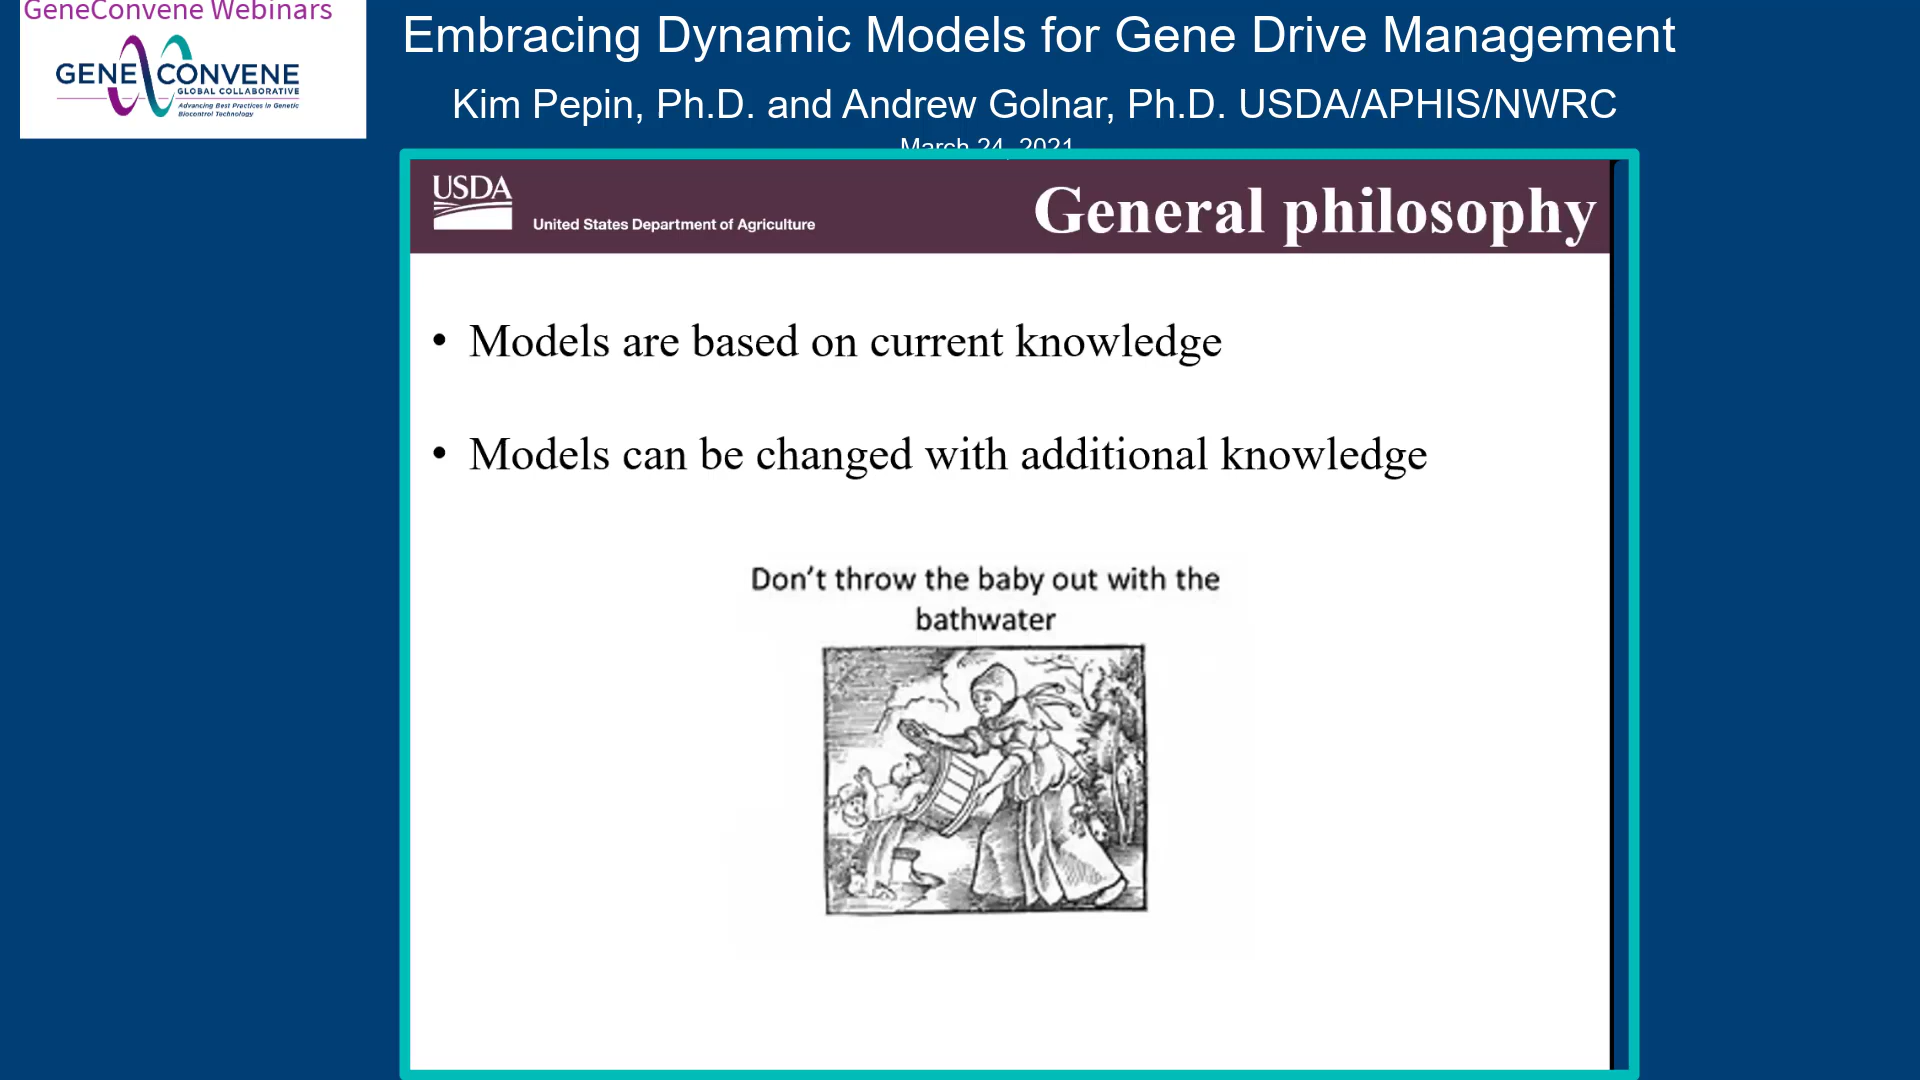 GeneConvene Webinars
GENE CONVENE
GLOBAL COLLABORATIVE
Advancing Best Practices in Genetic
Biocontrol Technology
Embracing Dynamic Models for Gene Drive Management
Kim Pepin, Ph.D. and Andrew Golnar, Ph.D. USDA/APHIS/NWRC
March 24, 2021
USDA
United States Department of Agriculture
General philosophy
• Models are based on current knowledge
• Models can be changed with additional knowledge
Don't throw the baby out with the
bathwater